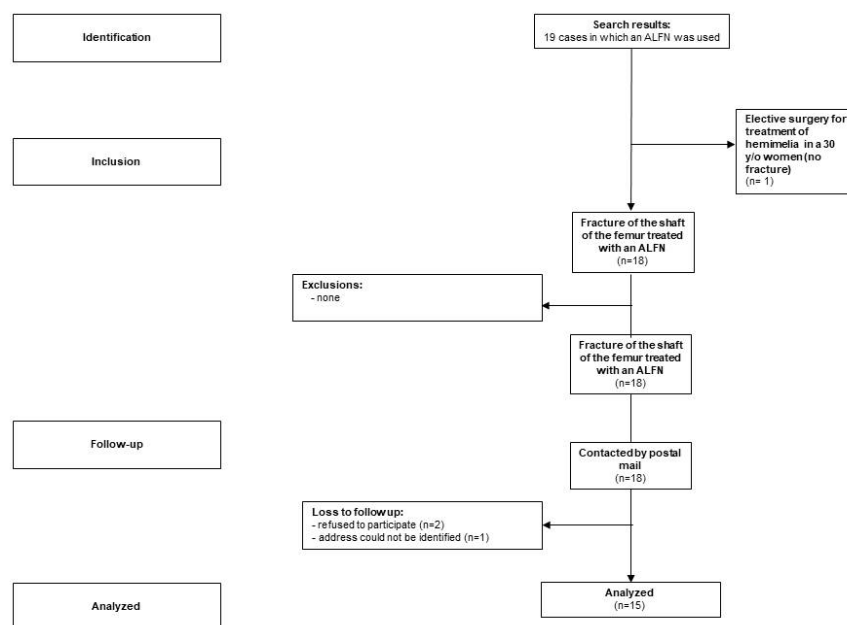 Identification
Search results:
19 cases in which an ALFN was used
Inclusion
Elective surgery for
treatment of
hemimelia in a 30
y/o women (no
fracture)
(n= 1)
Fracture of the shaft
of the femur treated
with an ALFN
(n=18)
Exclusions:
- none
Fracture of the shaft
of the femur treated
with an ALFN
(n=18)
Follow-up
Contacted by postal
mail
(n=18)
Loss to follow up:
- refused to participate (n=2)
- address could not be identified (n=1)
Analyzed
Analyzed
(n=15)